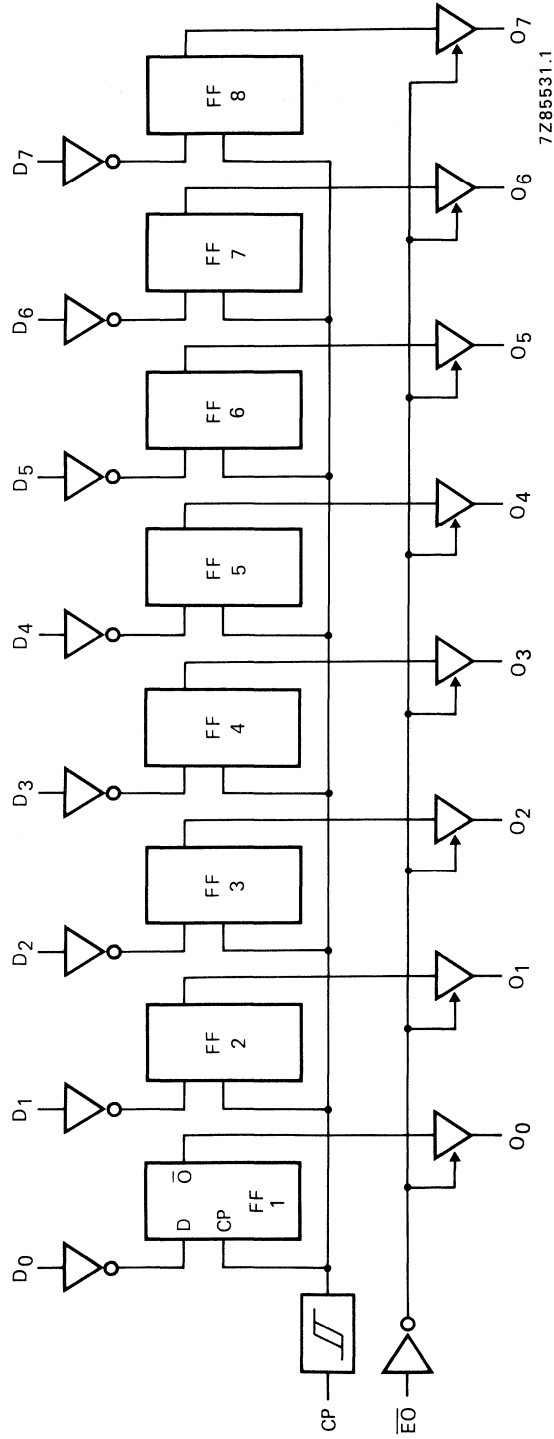 D0 D1 D2 D3 D4 D5 D6 D7
D O̅
CP
FF 1
FF 2
FF 3
FF 4
FF 5
FF 6
FF 7
FF 8
CP
E̅O̅
O0 O1 O2 O3 O4 O5 O6 O7
7Z85531.1